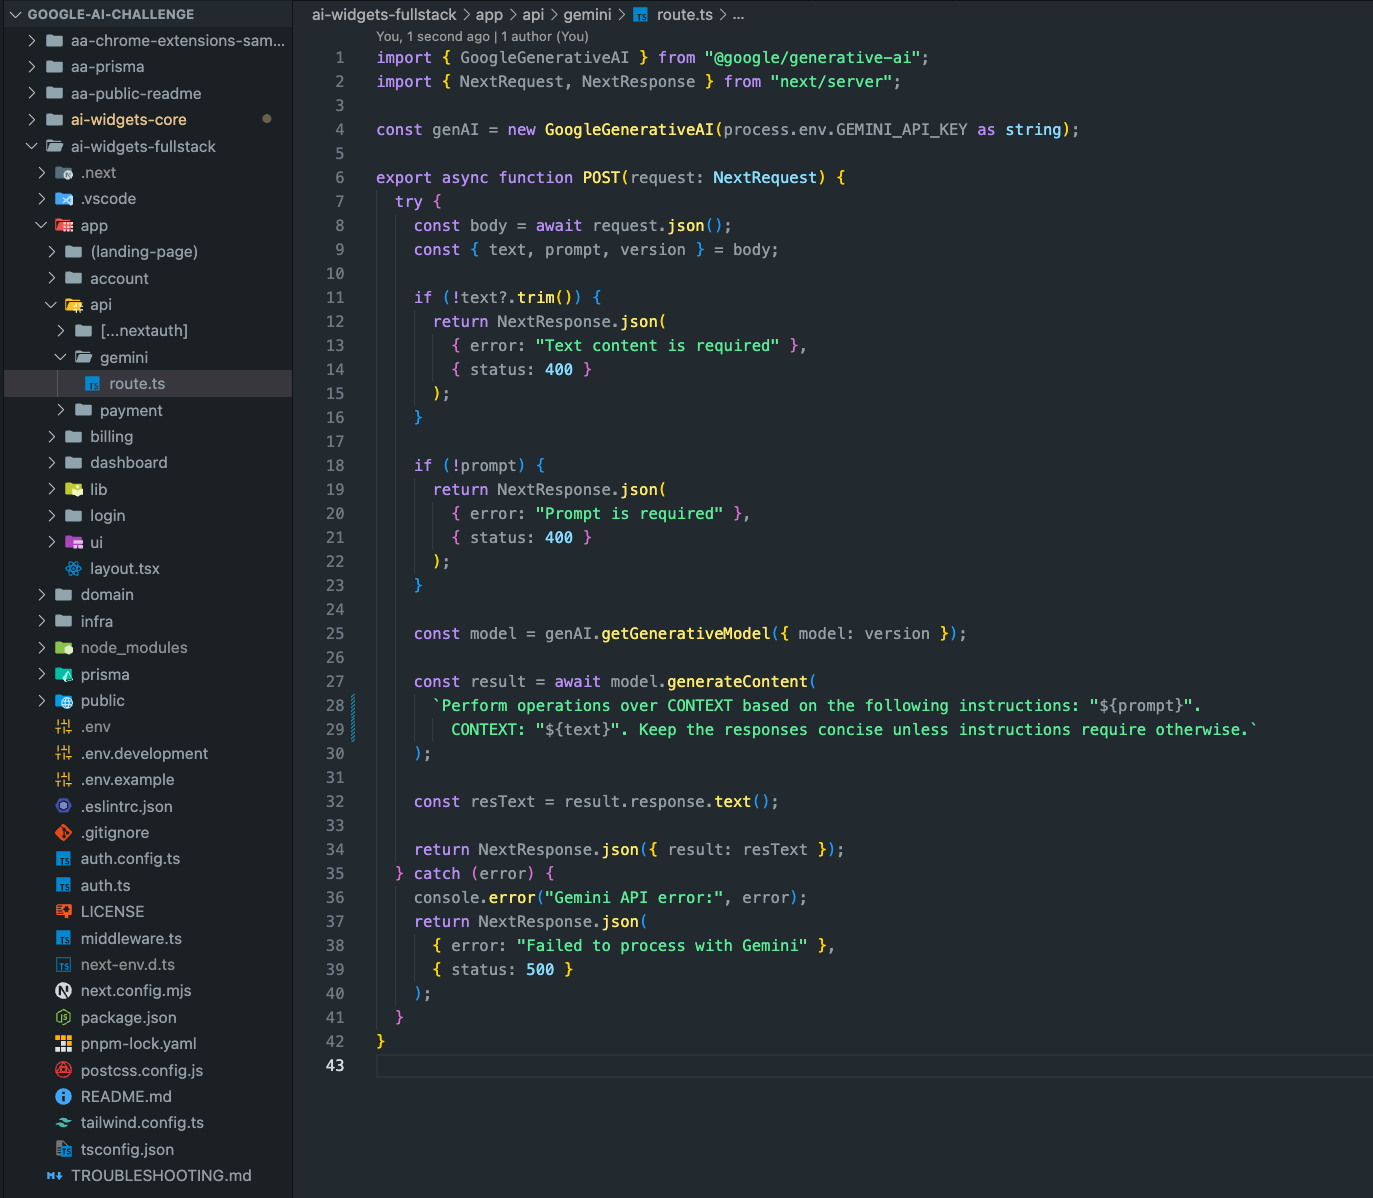 GOOGLE-AI-CHALLENGE
aa-chrome-extensions-sam...
aa-prisma
aa-public-readme
ai-widgets-core
ai-widgets-fullstack
.next
.vscode
app
(landing-page)
account
api
[...nextauth]
gemini
route.ts
payment
billing
dashboard
lib
login
ui
layout.tsx
domain
infra
node_modules
prisma
public
.env
.env.development
.env.example
.eslintrc.json
.gitignore
auth.config.ts
auth.ts
LICENSE
middleware.ts
next-env.d.ts
next.config.mjs
package.json
pnpm-lock.yaml
postcss.config.js
README.md
tailwind.config.ts
tsconfig.json
TROUBLESHOOTING.md
ai-widgets-fullstack > app > api > gemini > TS route.ts > ...
You, 1 second ago | 1 author (You)
1 import { GoogleGenerativeAI } from "@google/generative-ai";
2 import { NextRequest, NextResponse } from "next/server";
3
4 const genAI = new GoogleGenerativeAI(process.env.GEMINI_API_KEY as string);
5
6 export async function POST(request: NextRequest) {
7 try {
8 const body = await request.json();
9 const { text, prompt, version } = body;
10
11 if (!text?.trim()) {
12 return NextResponse.json(
13 { error: "Text content is required" },
14 { status: 400 }
15 );
16 }
17
18 if (!prompt) {
19 return NextResponse.json(
20 { error: "Prompt is required" },
21 { status: 400 }
22 );
23 }
24
25 const model = genAI.getGenerativeModel({ model: version });
26
27 const result = await model.generateContent(
28 `Perform operations over CONTEXT based on the following instructions: "${prompt}".
29 CONTEXT: "${text}". Keep the responses concise unless instructions require otherwise.`
30 );
31
32 const resText = result.response.text();
33
34 return NextResponse.json({ result: resText });
35 } catch (error) {
36 console.error("Gemini API error:", error);
37 return NextResponse.json(
38 { error: "Failed to process with Gemini" },
39 { status: 500 }
40 );
41 }
42 }
43